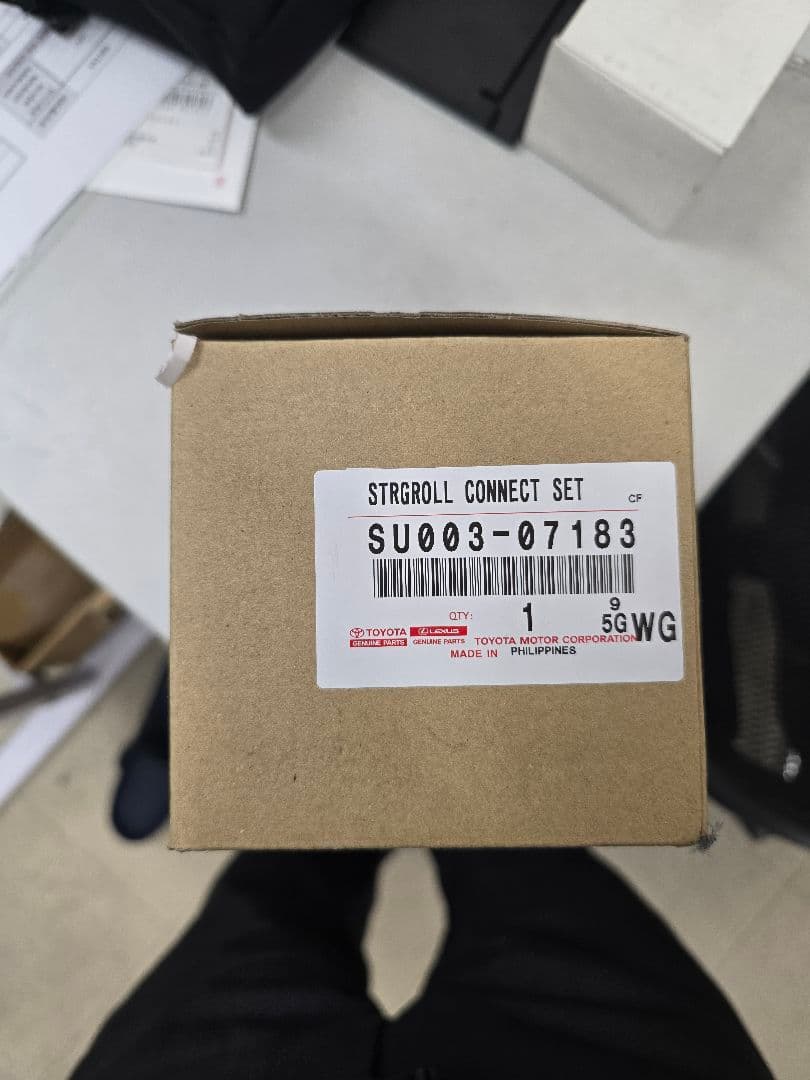 STRGROLL CONNECT SET CF
SU003-07183
QTY: 1 9
5G WG
TOYOTA LEXUS
GENUINE PARTS GENUINE PARTS TOYOTA MOTOR CORPORATION
MADE IN PHILIPPINES